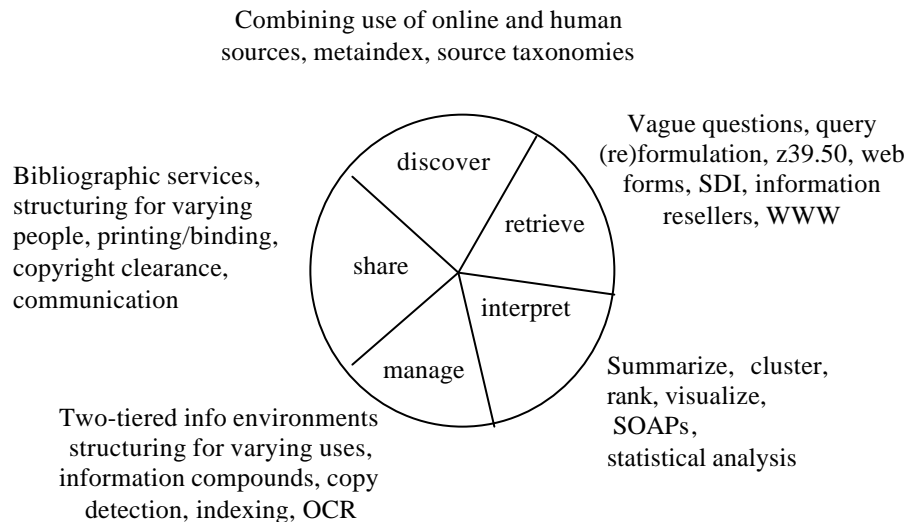 Combining use of online and human
sources, metaindex, source taxonomies
discover
Vague questions, query
(re)formulation, z39.50, web
forms, SDI, information
resellers, WWW
retrieve
Bibliographic services,
structuring for varying
people, printing/binding,
copyright clearance,
communication
share
interpret
manage
Summarize, cluster,
rank, visualize,
SOAPs,
statistical analysis
Two-tiered info environments
structuring for varying uses,
information compounds, copy
detection, indexing, OCR